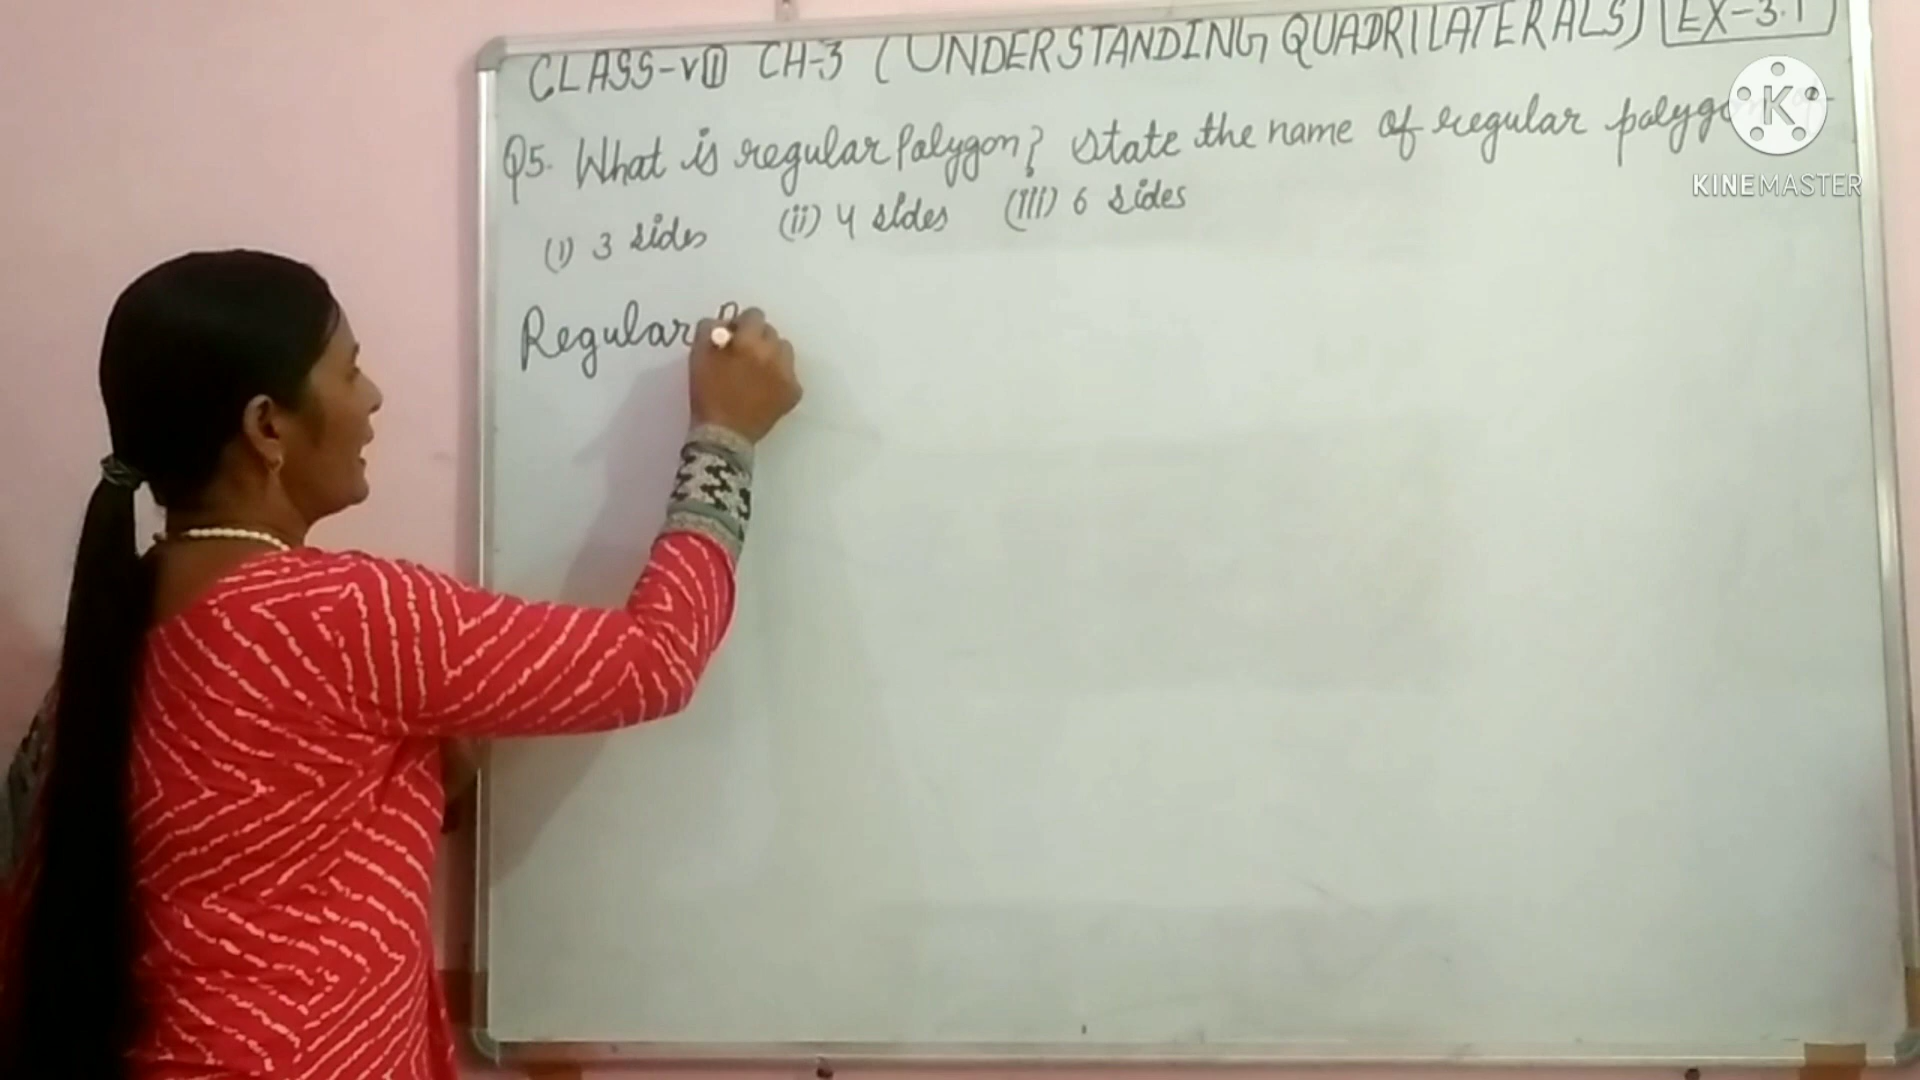 CLASS-VIII CH-3 (UNDERSTANDING QUADRILATERALS) EX-3.1
Q5. What is regular Polygon? State the name of regular
(i) 3 sides (ii) 4 sides (iii) 6 sides
Regular
K
KINEMASTER